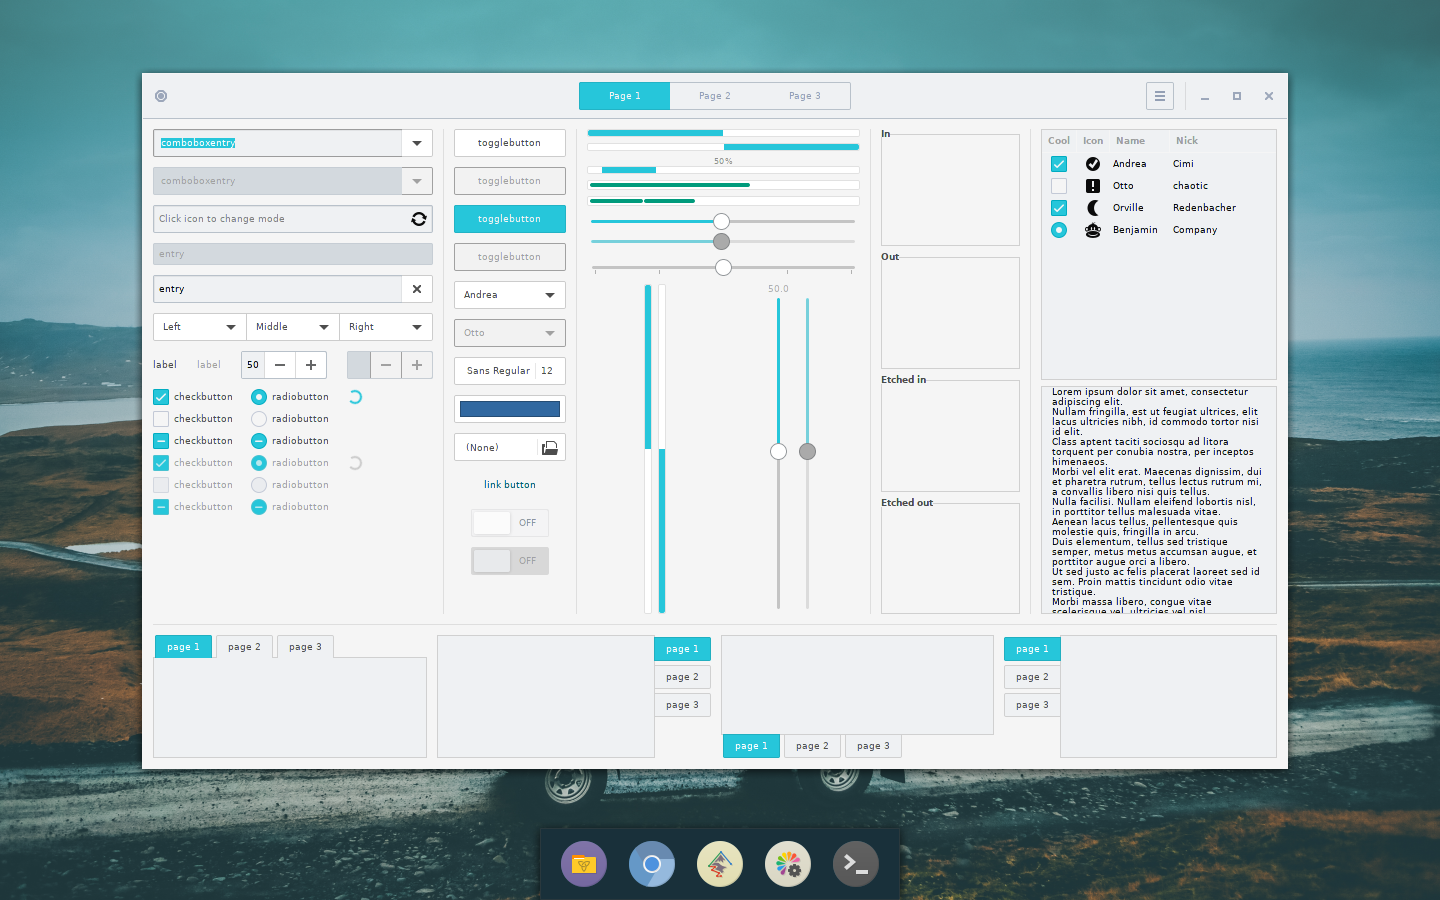 Page 1
Page 2
Page 3
comboboxentry
comboboxentry
Click icon to change mode
entry
entry
Left
Middle
Right
label
label
50
checkbutton
radiobutton
checkbutton
radiobutton
checkbutton
radiobutton
checkbutton
radiobutton
checkbutton
radiobutton
checkbutton
radiobutton
togglebutton
togglebutton
togglebutton
togglebutton
Andrea
Otto
Sans Regular
12
(None)
link button
OFF
OFF
50%
50.0
In
Out
Etched in
Etched out
Cool Icon Name Nick
Andrea Cimi
Otto chaotic
Orville Redenbacher
Benjamin Company
Lorem ipsum dolor sit amet, consectetur
adipiscing elit.
Nullam fringilla, est ut feugiat ultrices, elit
lacus ultricies nibh, id commodo tortor nisi
id elit.
Class aptent taciti sociosqu ad litora
torquent per conubia nostra, per inceptos
himenaeos.
Morbi vel elit erat. Maecenas dignissim, dui
et pharetra rutrum, tellus lectus rutrum mi,
a convallis libero nisi quis tellus.
Nulla facilisi. Nullam eleifend lobortis nisl,
in porttitor tellus malesuada vitae.
Aenean lacus tellus, pellentesque quis
molestie quis, fringilla in arcu.
Duis elementum, tellus sed tristique
semper, metus metus accumsan augue, et
porttitor augue orci a libero.
Ut sed justo ac felis placerat laoreet sed id
sem. Proin mattis tincidunt odio vitae
tristique.
Morbi massa libero, congue vitae
scelerisque vel, ultricies vel nisl.
page 1
page 2
page 3
page 1
page 2
page 3
page 1
page 2
page 3
page 1
page 2
page 3